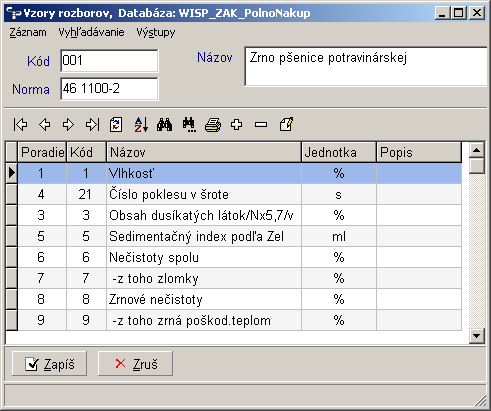 Vzory rozborov, Databáza: WISP_ZAK_PolnoNakup
Záznam Vyhľadávanie Výstupy
Kód 001 Názov Zrno pšenice potravinárskej
Norma 46 1100-2
Poradie Kód Názov Jednotka Popis
1 1 Vlhkosť %
4 21 Číslo poklesu v šrote s
3 3 Obsah dusíkatých látok/Nx5,7/v %
5 5 Sedimentačný index podľa Zel ml
6 6 Nečistoty spolu %
7 7 -z toho zlomky %
8 8 Zrnové nečistoty %
9 9 -z toho zrná poškod.teplom %
Zapíš Zruš